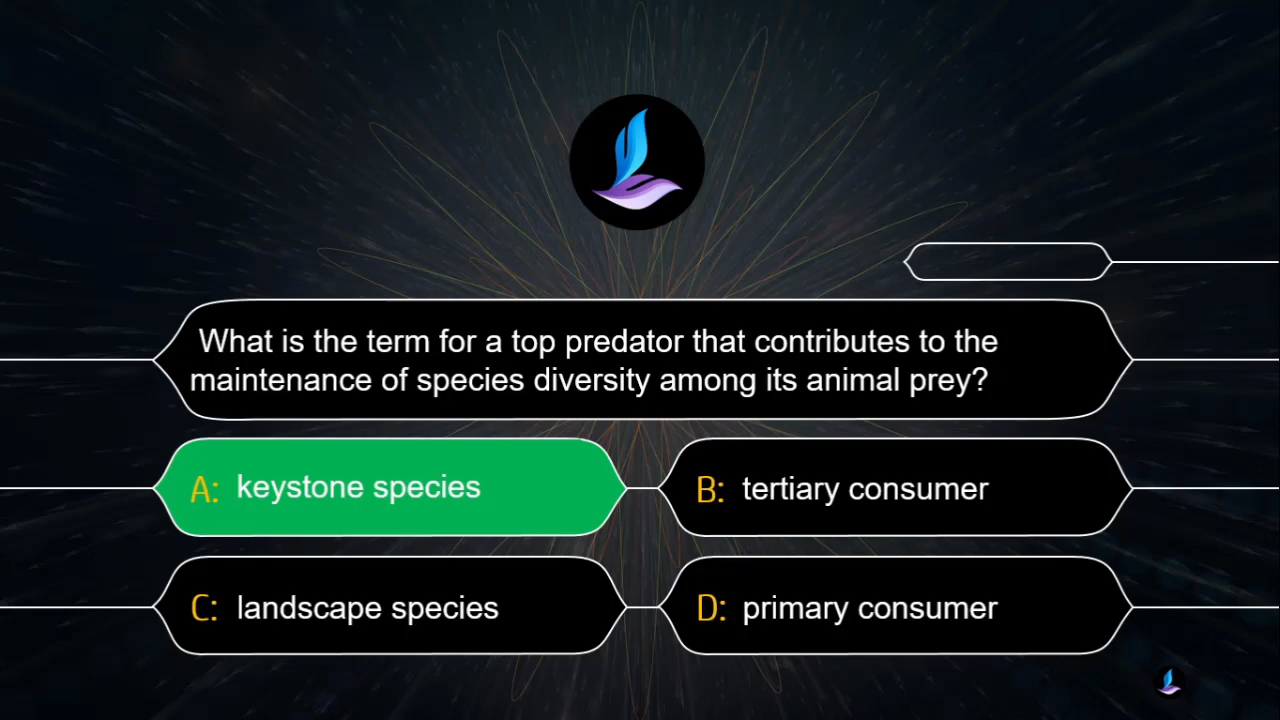 What is the term for a top predator that contributes to the
maintenance of species diversity among its animal prey?
A: keystone species
B: tertiary consumer
C: landscape species
D: primary consumer